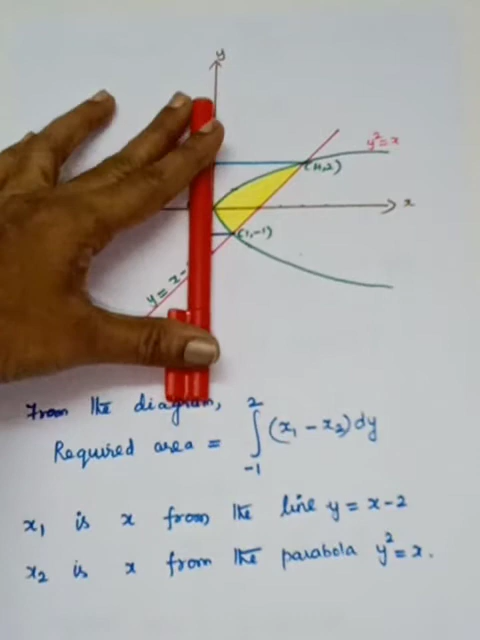 y
y²=x
(4,2)
x
(1,-1)
y = x-
From the diagram,
Required area = ∫₋₁² (x₁ - x₂) dy
x₁ is x from the line y = x-2
x₂ is x from the parabola y²=x.